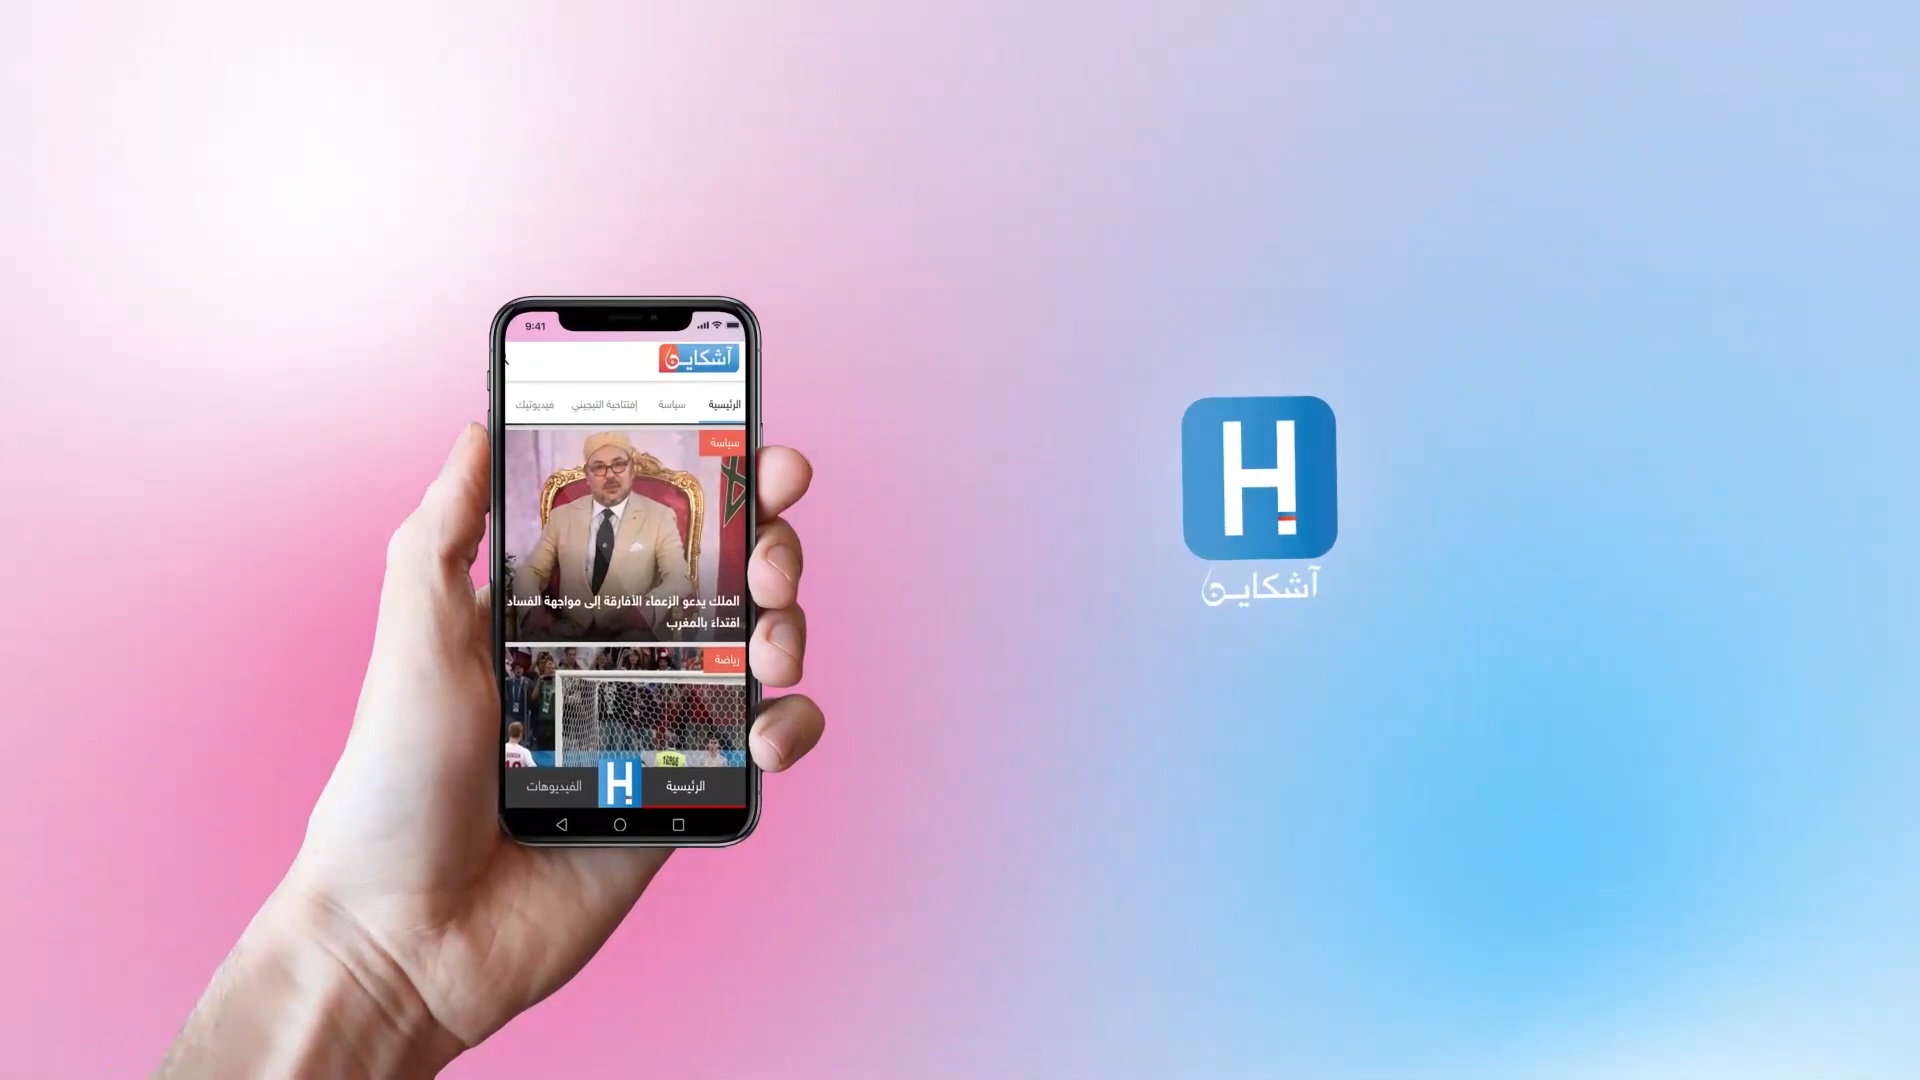 9:41
آشكاين
الرئيسية سياسة إفتتاحية التيجيني فيديوتيك
سياسة
الملك يدعو الزعماء الأفارقة إلى مواجهة الفساد
اقتداءً بالمغرب
رياضة
الرئيسية H الفيديوهات
H
آشكاين